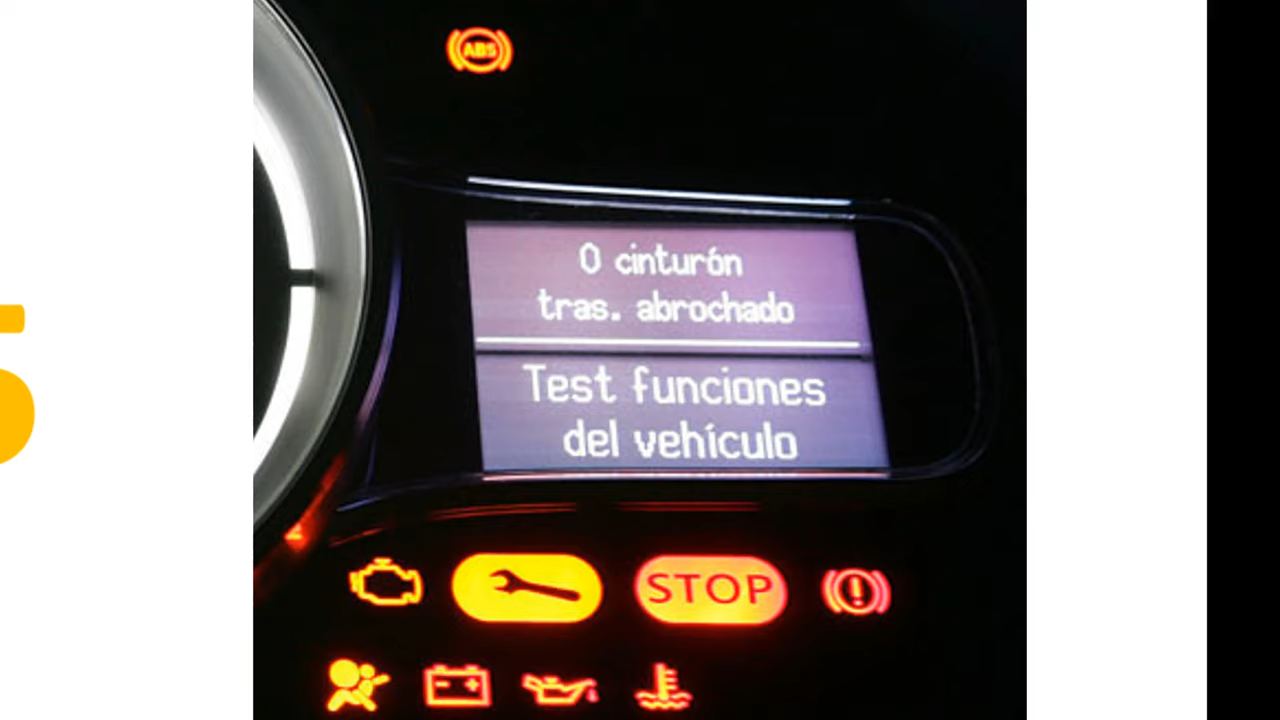 ABS
0 cinturón
tras. abrochado
Test funciones
del vehículo
STOP